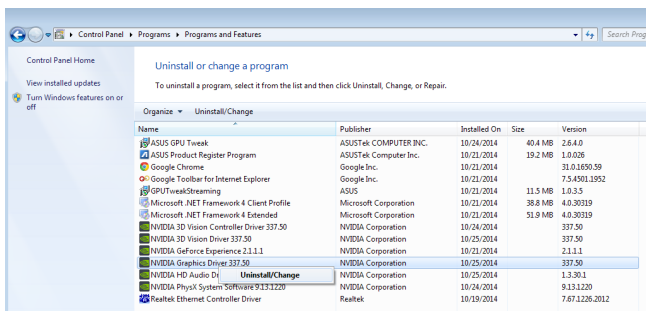 Control Panel ▸ Programs ▸ Programs and Features Search Prog
Control Panel Home
View installed updates
Turn Windows features on or
off
Uninstall or change a program
To uninstall a program, select it from the list and then click Uninstall, Change, or Repair.
Organize Uninstall/Change
Name Publisher Installed On Size Version
ASUS GPU Tweak ASUSTek COMPUTER INC. 10/24/2014 40.4 MB 2.6.4.0
ASUS Product Register Program ASUSTek Computer Inc. 10/21/2014 19.2 MB 1.0.026
Google Chrome Google Inc. 10/21/2014 31.0.1650.59
Google Toolbar for Internet Explorer Google Inc. 10/21/2014 7.5.4501.1952
GPUTweakStreaming ASUS 10/21/2014 11.5 MB 1.0.3.5
Microsoft .NET Framework 4 Client Profile Microsoft Corporation 10/21/2014 38.8 MB 4.0.30319
Microsoft .NET Framework 4 Extended Microsoft Corporation 10/21/2014 51.9 MB 4.0.30319
NVIDIA 3D Vision Controller Driver 337.50 NVIDIA Corporation 10/24/2014 337.50
NVIDIA 3D Vision Driver 337.50 NVIDIA Corporation 10/25/2014 337.50
NVIDIA GeForce Experience 2.1.1.1 NVIDIA Corporation 10/21/2014 2.1.1.1
NVIDIA Graphics Driver 337.50 NVIDIA Corporation 10/25/2014 337.50
NVIDIA HD Audio Dr Uninstall/Change NVIDIA Corporation 10/25/2014 1.3.30.1
NVIDIA PhysX System Software 9.13.1220 NVIDIA Corporation 10/24/2014 9.13.1220
Realtek Ethernet Controller Driver Realtek 10/19/2014 7.67.1226.2012